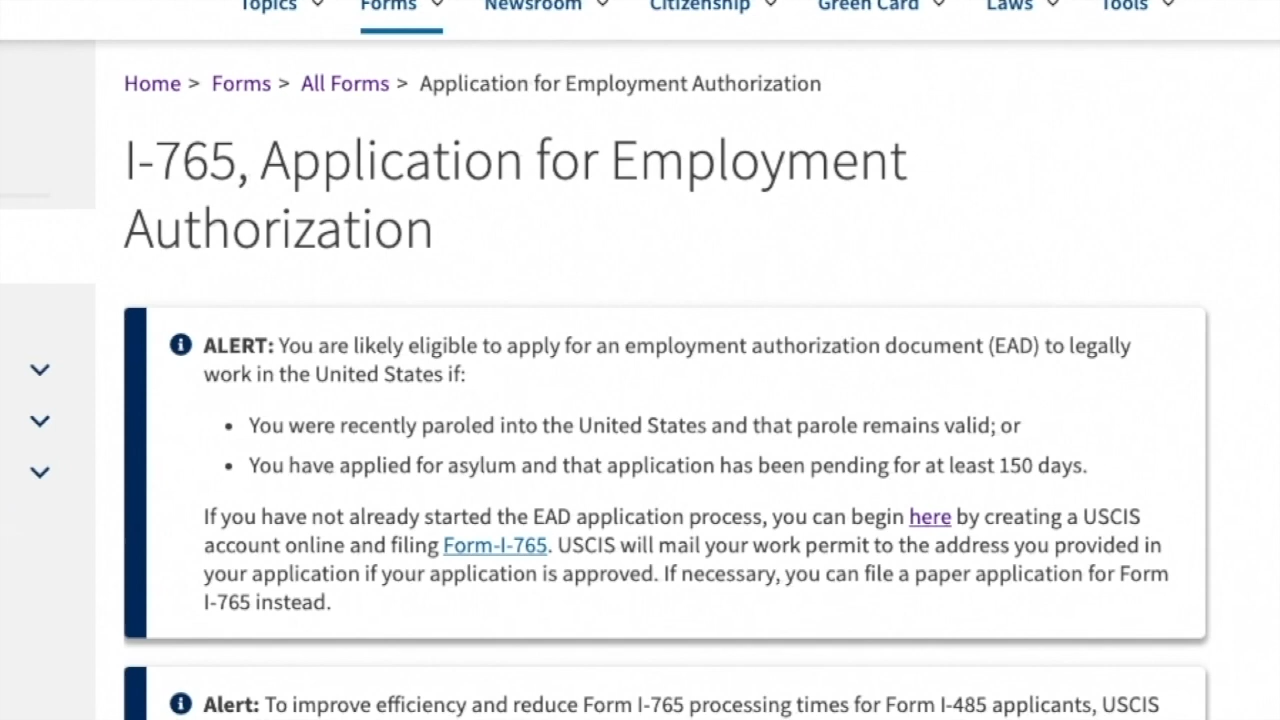 Topics Forms Newsroom Citizenship Green Card Laws Tools
Home > Forms > All Forms > Application for Employment Authorization
I-765, Application for Employment
Authorization
ALERT: You are likely eligible to apply for an employment authorization document (EAD) to legally
work in the United States if:
• You were recently paroled into the United States and that parole remains valid; or
• You have applied for asylum and that application has been pending for at least 150 days.
If you have not already started the EAD application process, you can begin here by creating a USCIS
account online and filing Form-I-765. USCIS will mail your work permit to the address you provided in
your application if your application is approved. If necessary, you can file a paper application for Form
I-765 instead.
Alert: To improve efficiency and reduce Form I-765 processing times for Form I-485 applicants, USCIS